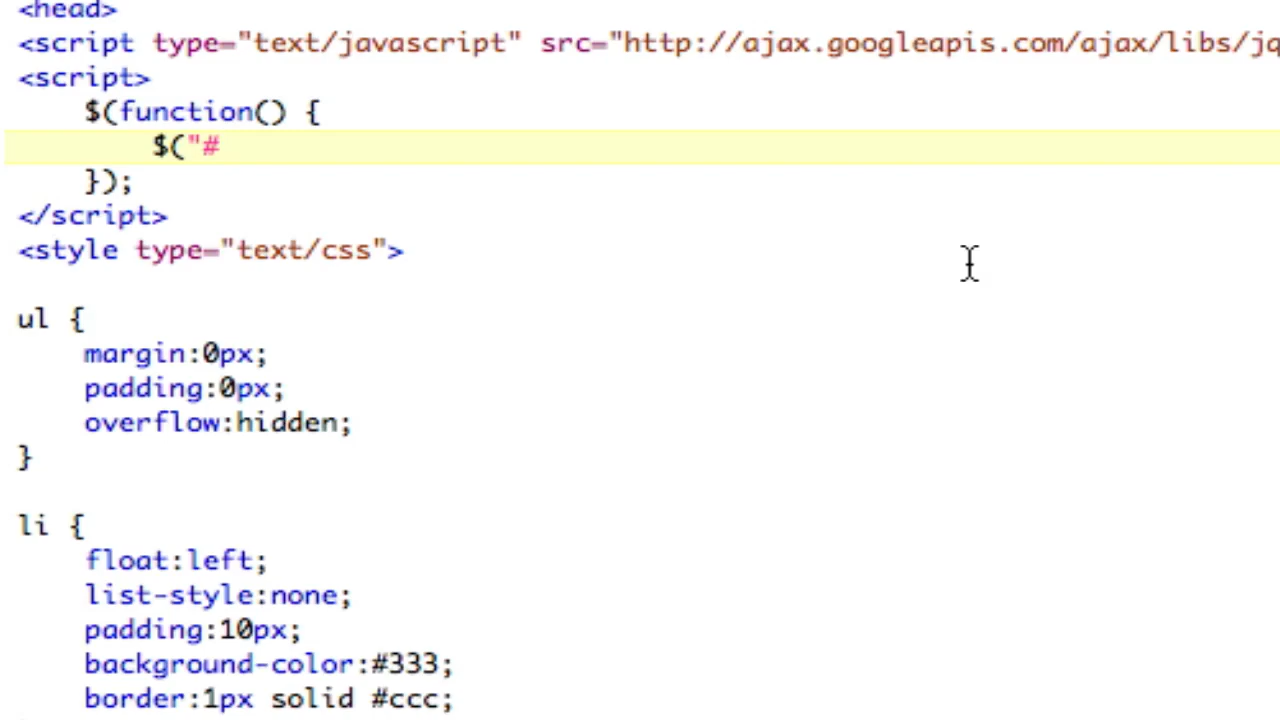 <head>
<script type="text/javascript" src="http://ajax.googleapis.com/ajax/libs/jq
<script>
$(function() {
$("#
});
</script>
<style type="text/css">
ul {
margin:0px;
padding:0px;
overflow:hidden;
}
li {
float:left;
list-style:none;
padding:10px;
background-color:#333;
border:1px solid #ccc;